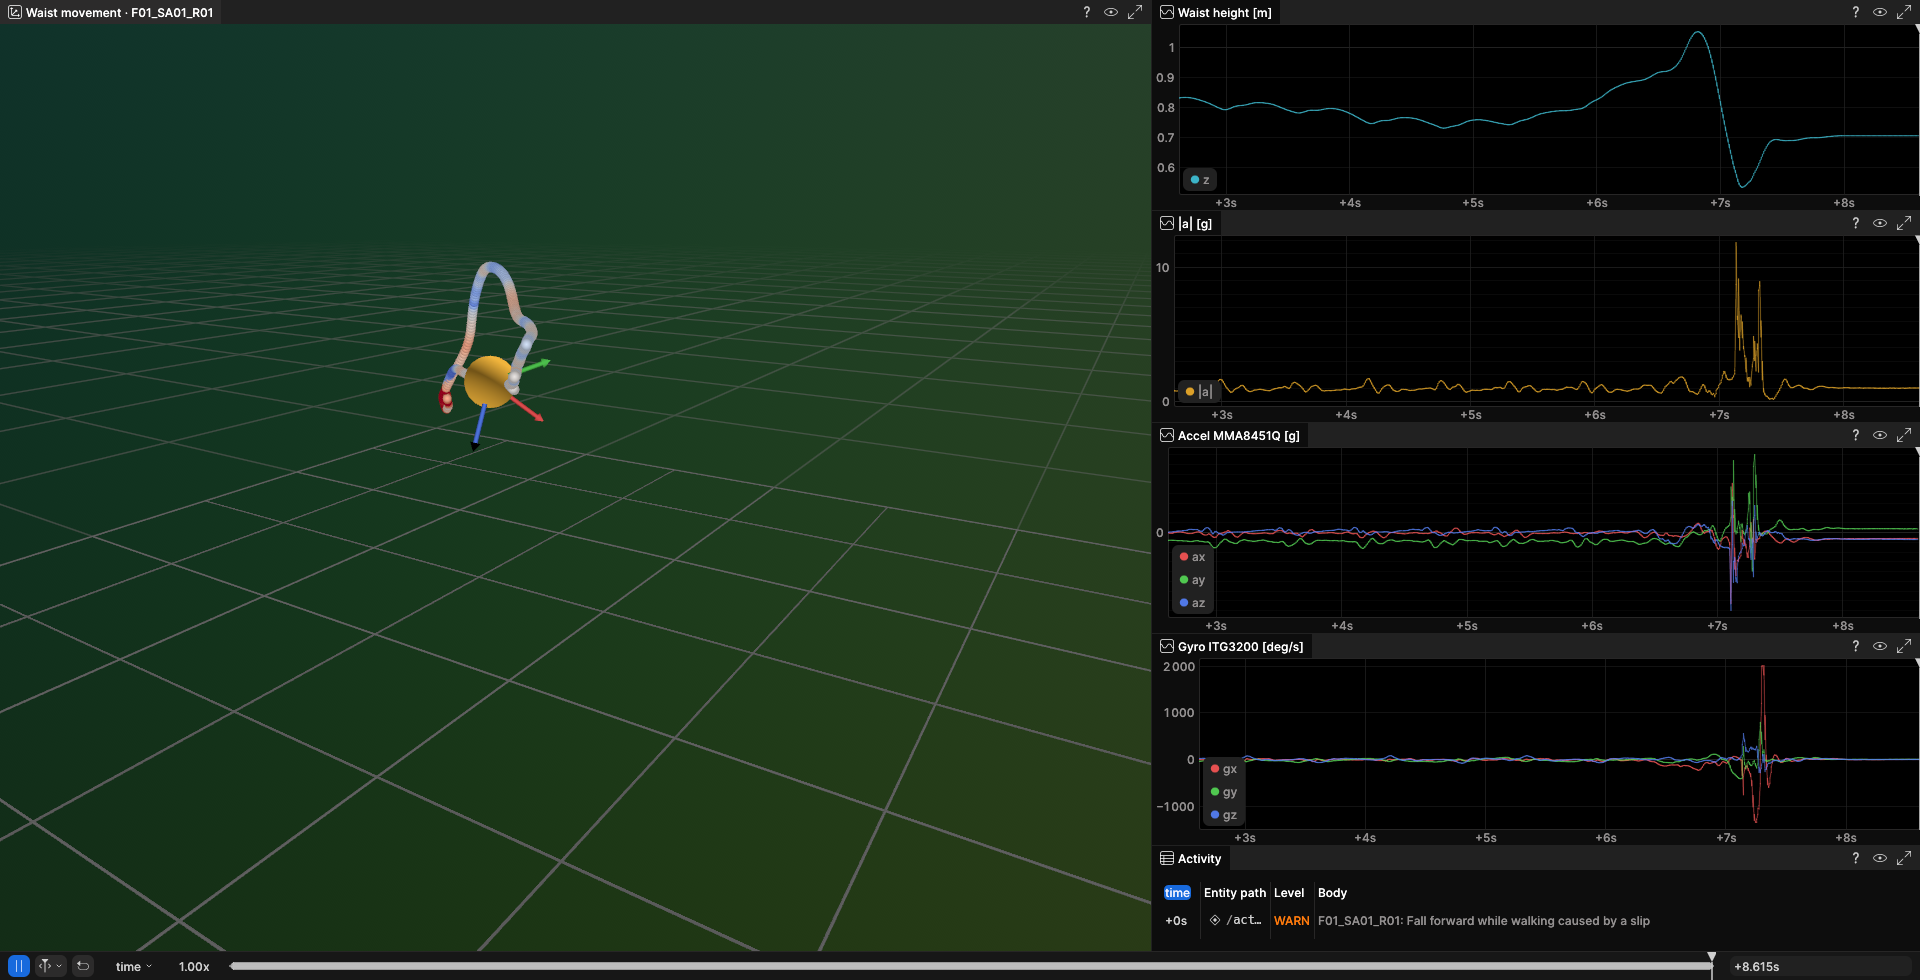 Waist movement · F01_SA01_R01
?
Waist height [m]
?
1
0.9
0.8
0.7
0.6
z
+3s +4s +5s +6s +7s +8s
|a| [g]
?
10
0
|a|
+3s +4s +5s +6s +7s +8s
Accel MMA8451Q [g]
?
0
ax
ay
az
+3s +4s +5s +6s +7s +8s
Gyro ITG3200 [deg/s]
?
2000
1000
0
−1000
gx
gy
gz
+3s +4s +5s +6s +7s +8s
Activity
?
time Entity path Level Body
+0s /act… WARN F01_SA01_R01: Fall forward while walking caused by a slip
time 1.00x +8.615s